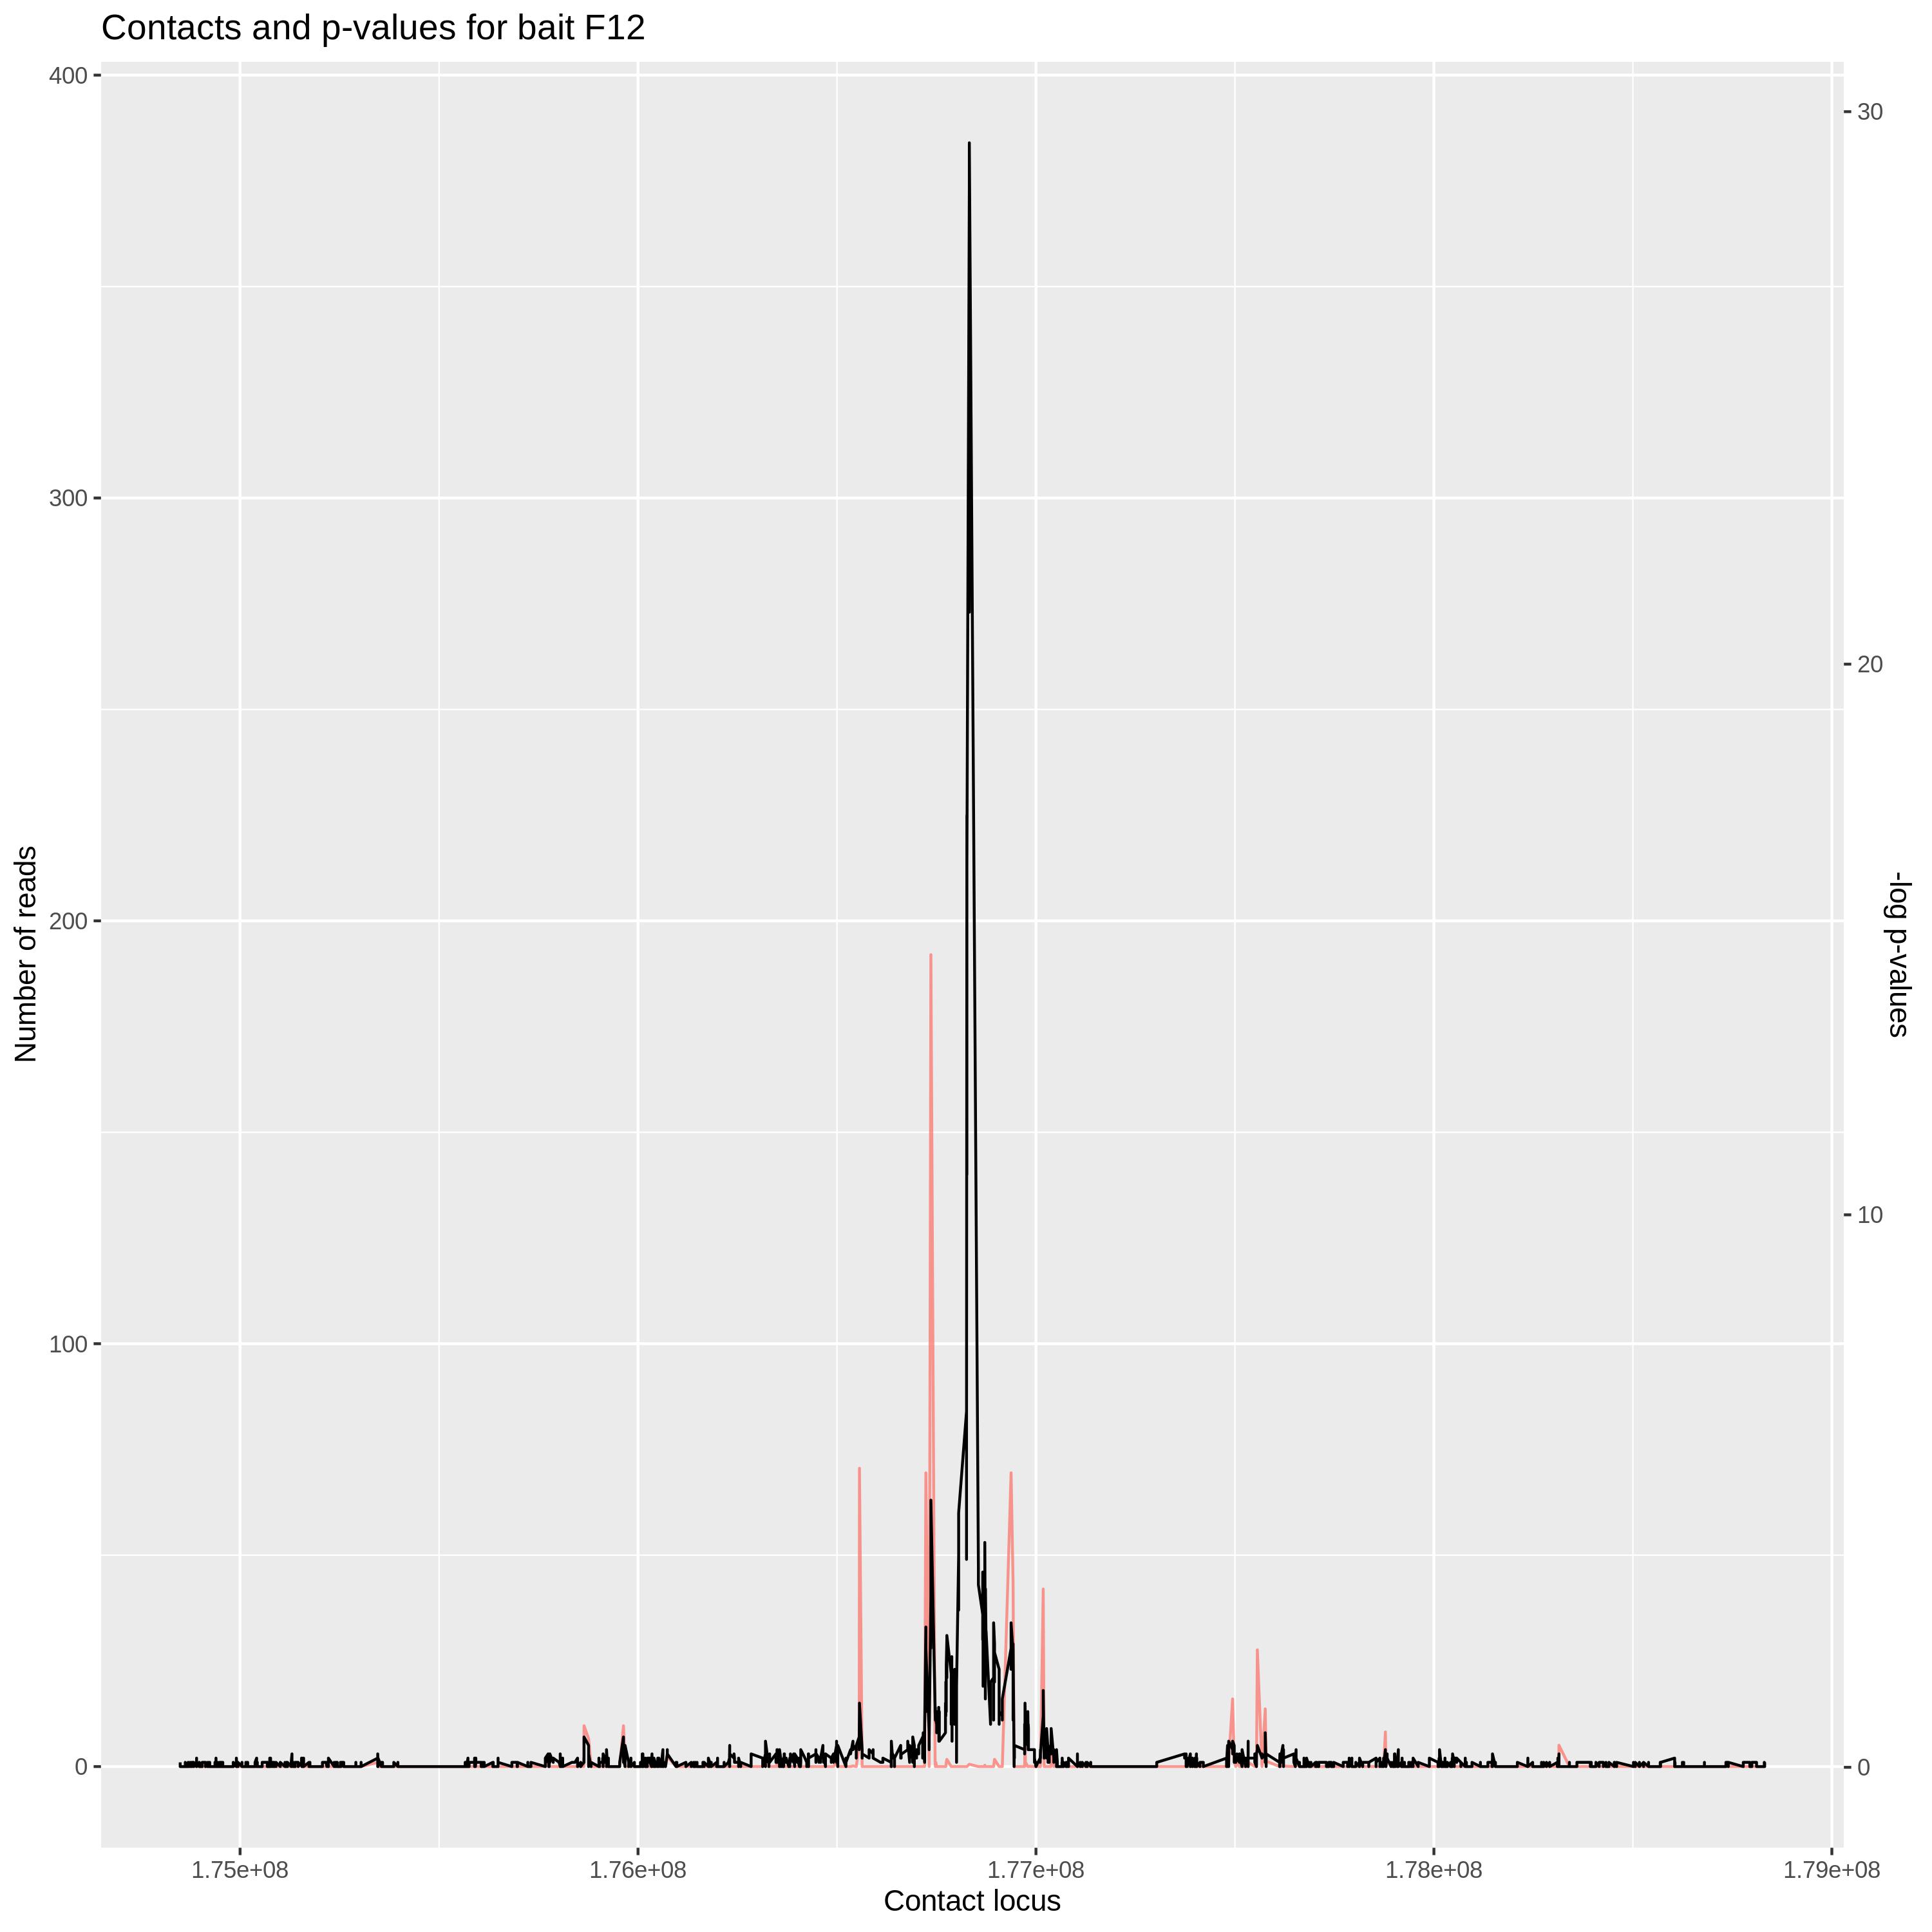 Contacts and p-values for bait F12
400
300
200
100
0
30
20
10
0
Number of reads
-log p-values
1.75e+08
1.76e+08
1.77e+08
1.78e+08
1.79e+08
Contact locus